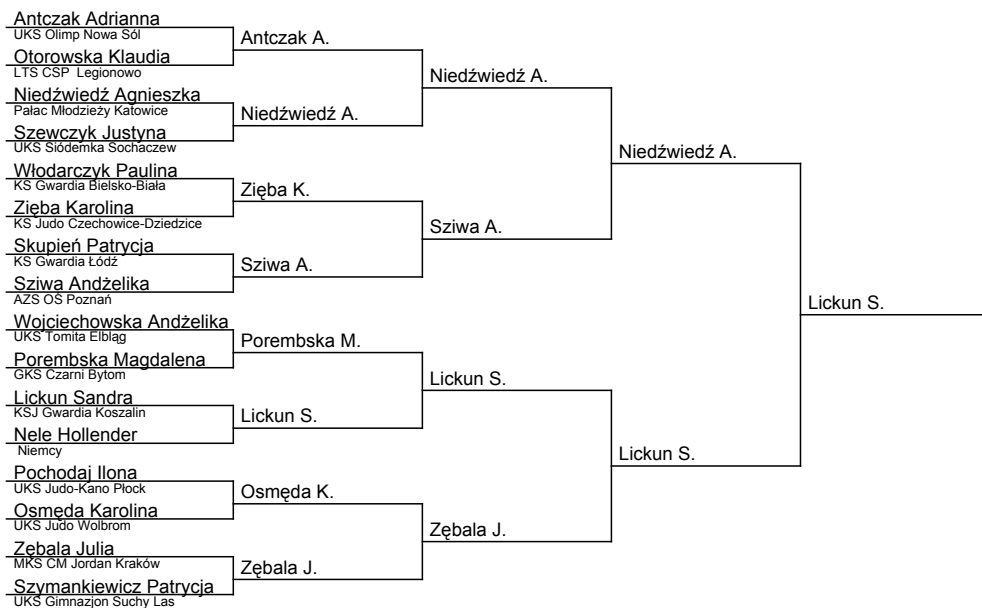 Antczak Adrianna
UKS Olimp Nowa Sól
Otorowska Klaudia
LTS CSP Legionowo
Niedźwiedź Agnieszka
Pałac Młodzieży Katowice
Szewczyk Justyna
UKS Siódemka Sochaczew
Włodarczyk Paulina
KS Gwardia Bielsko-Biała
Zięba Karolina
KS Judo Czechowice-Dziedzice
Skupień Patrycja
KS Gwardia Łódź
Sziwa Andżelika
AZS OŚ Poznań
Wojciechowska Andżelika
UKS Tomita Elbląg
Porembska Magdalena
GKS Czarni Bytom
Lickun Sandra
KSJ Gwardia Koszalin
Nele Hollender
Niemcy
Pochodaj Ilona
UKS Judo-Kano Płock
Osmęda Karolina
UKS Judo Wolbrom
Zębala Julia
MKS CM Jordan Kraków
Szymankiewicz Patrycja
UKS Gimnazjon Suchy Las
Antczak A.
Niedźwiedź A.
Zięba K.
Sziwa A.
Porembska M.
Lickun S.
Osmęda K.
Zębala J.
Niedźwiedź A.
Sziwa A.
Lickun S.
Zębala J.
Niedźwiedź A.
Lickun S.
Lickun S.